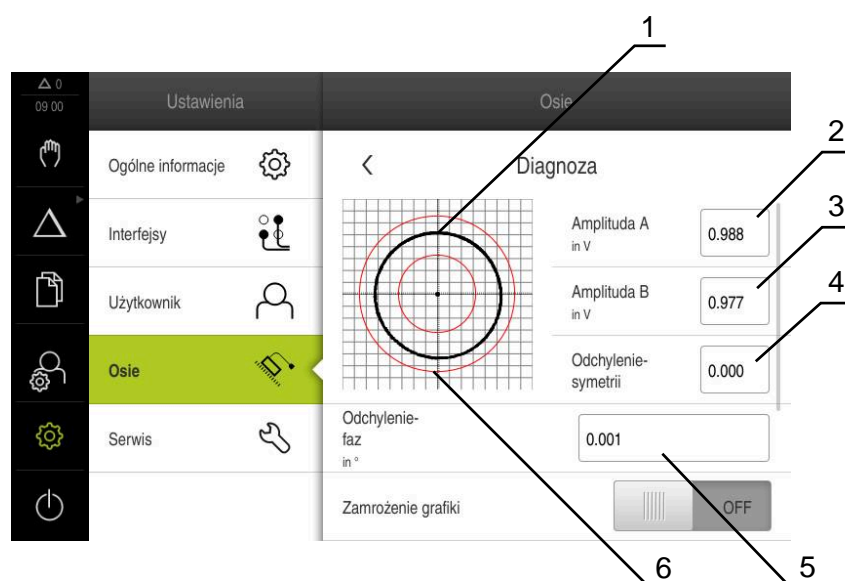 1
0
09 00
Ustawienia
Osie
2
Ogólne informacje
Diagnoza
3
Amplituda A
in V
0.988
Interfejsy
4
Amplituda B
in V
0.977
Użytkownik
Odchylenie-
symetrii
0.000
Osie
Odchylenie-
faz
in °
0.001
Serwis
Zamrożenie grafiki
OFF
6
5